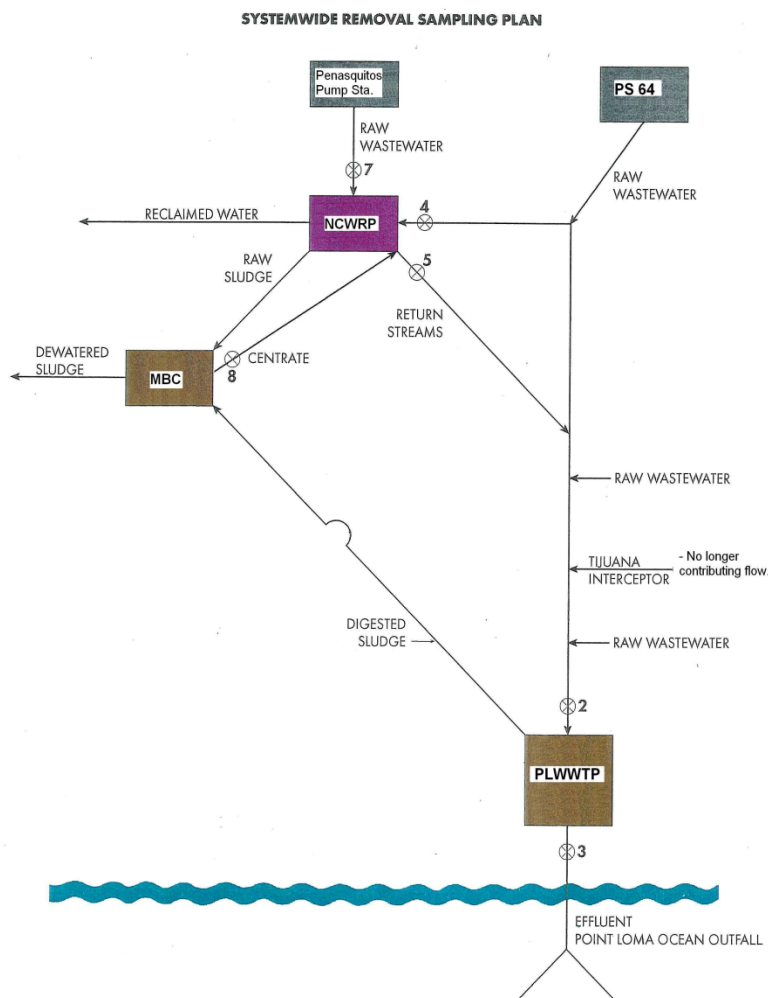 SYSTEMWIDE REMOVAL SAMPLING PLAN
Penasquitos
Pump Sta.
PS 64
RAW
WASTEWATER
7
RAW
WASTEWATER
RECLAIMED WATER
NCWRP
4
5
RAW
SLUDGE
RETURN
STREAMS
DEWATERED
SLUDGE
MBC
8
CENTRATE
RAW WASTEWATER
TIJUANA
INTERCEPTOR
- No longer
contributing flow.
DIGESTED
SLUDGE
RAW WASTEWATER
2
PLWWTP
3
EFFLUENT
POINT LOMA OCEAN OUTFALL